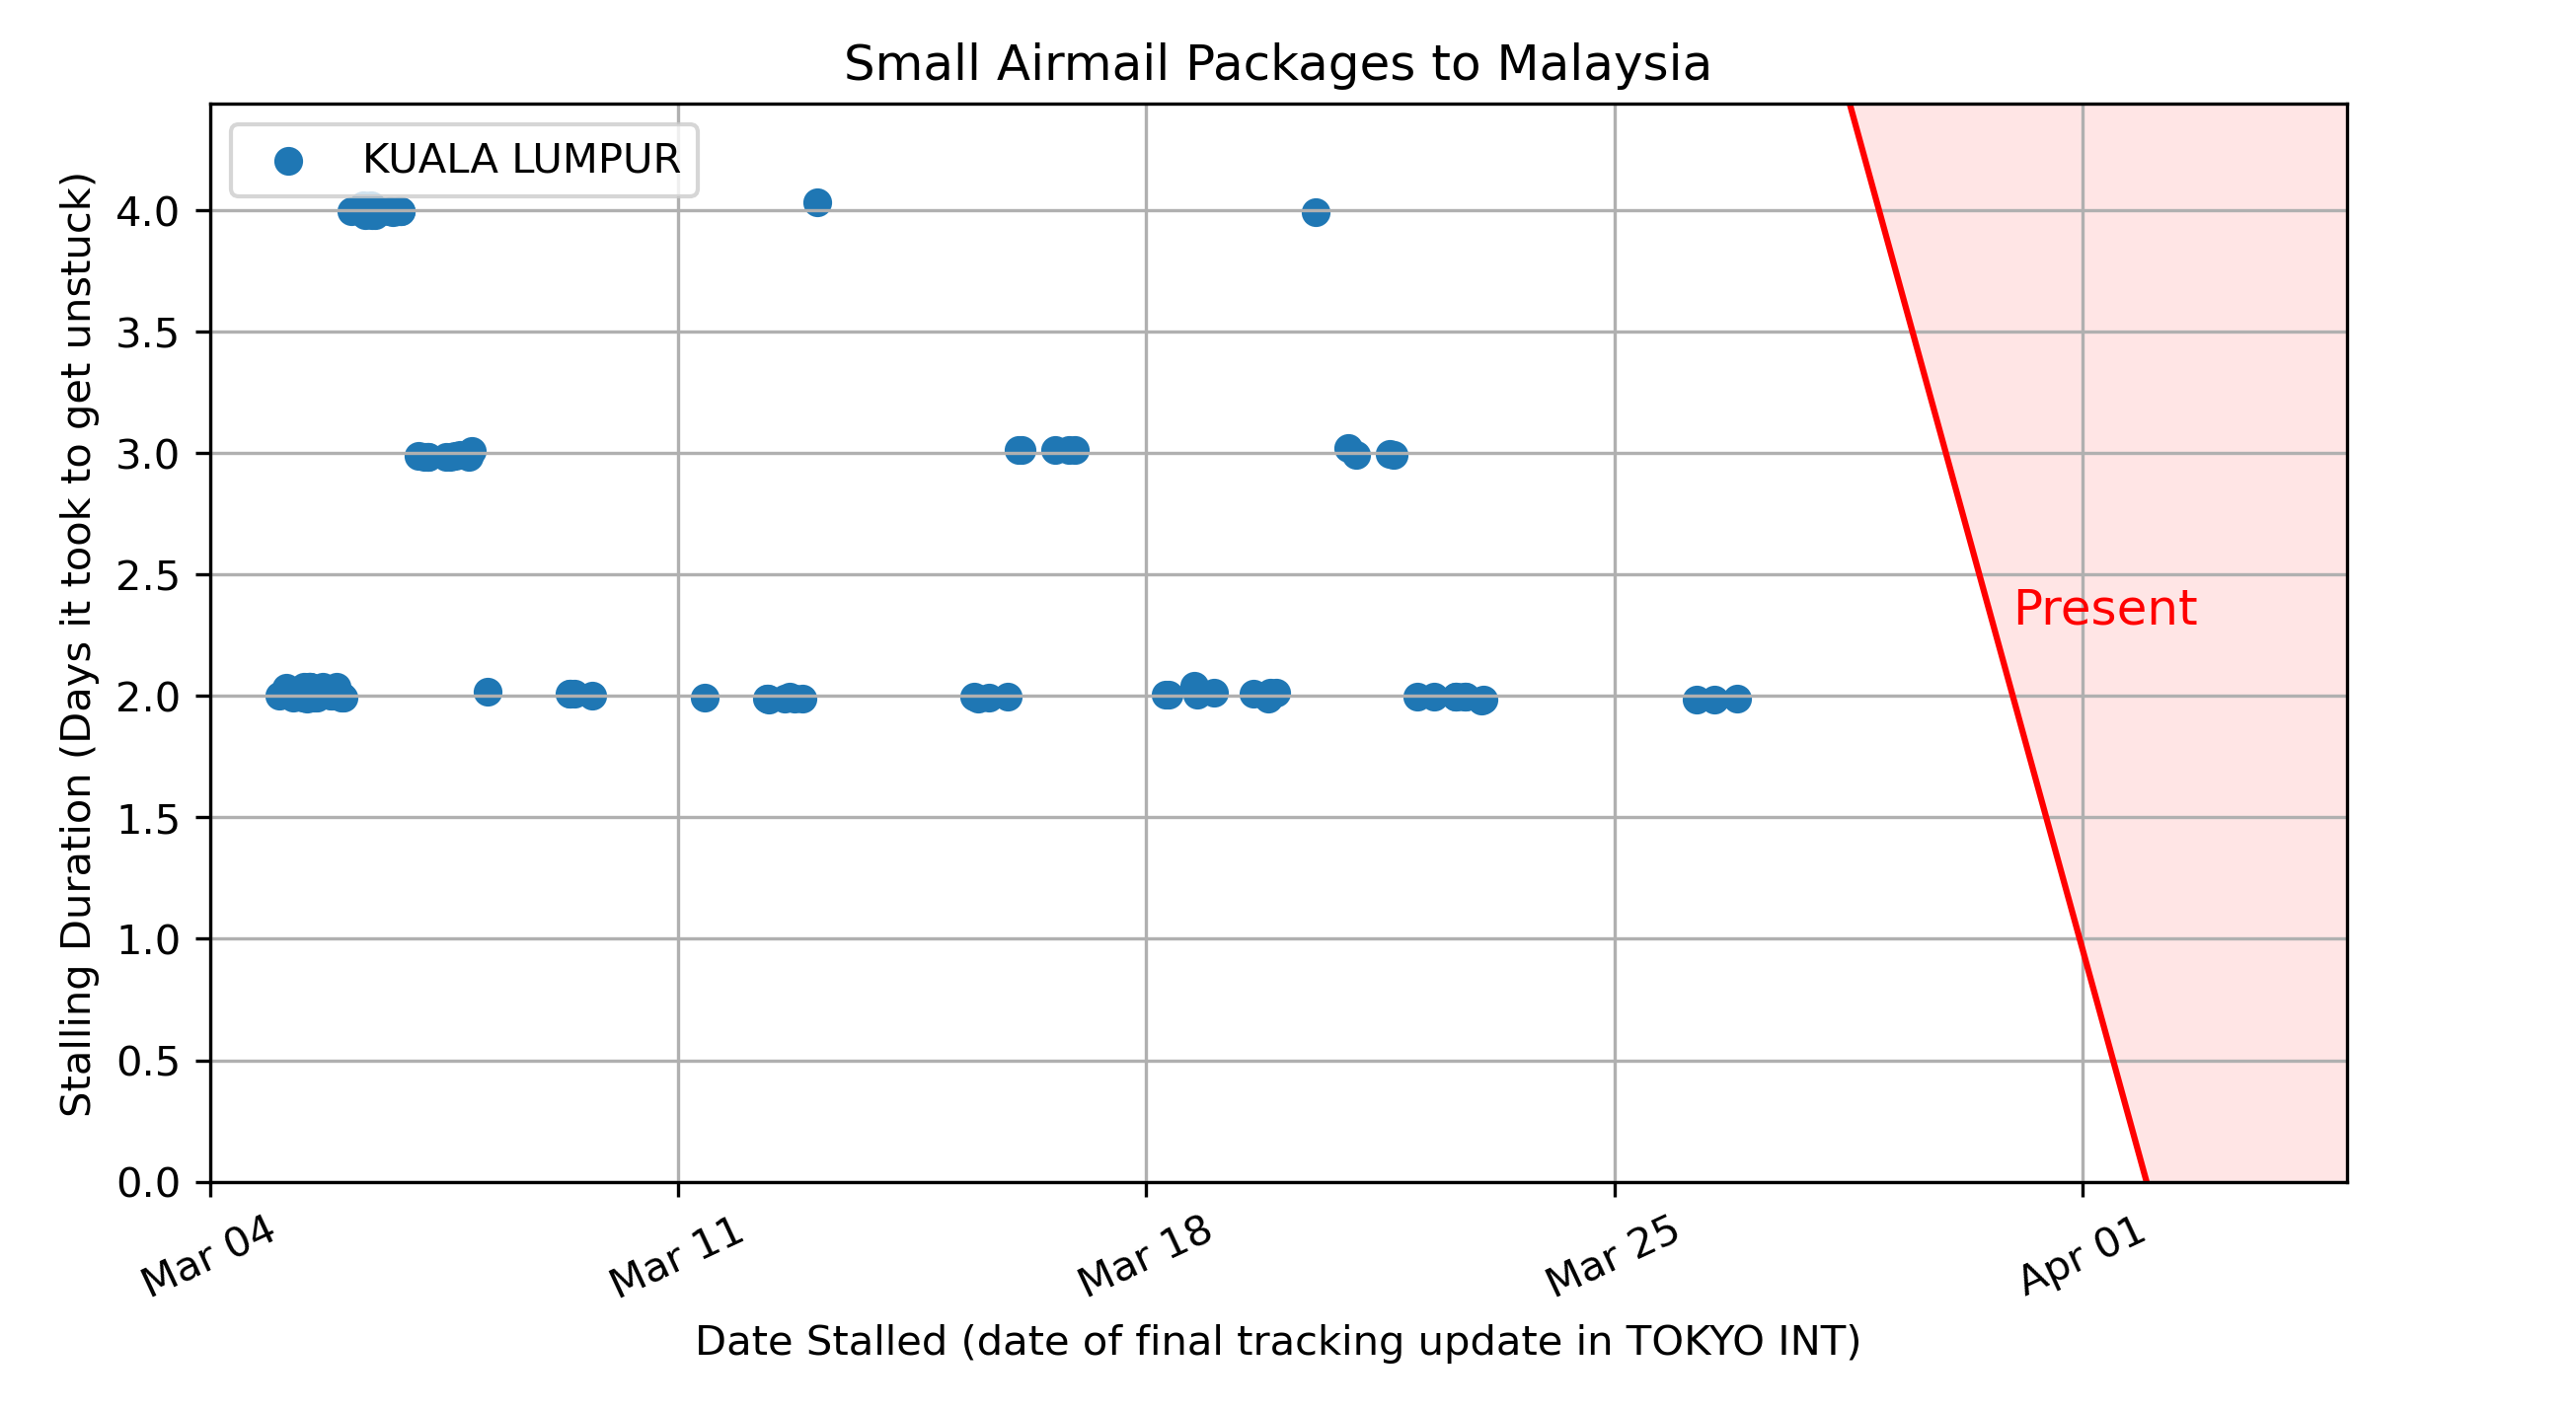 Small Airmail Packages to Malaysia
KUALA LUMPUR
Stalling Duration (Days it took to get unstuck)
4.0
3.5
3.0
2.5
2.0
1.5
1.0
0.5
0.0
Present
Mar 04
Mar 11
Mar 18
Mar 25
Apr 01
Date Stalled (date of final tracking update in TOKYO INT)